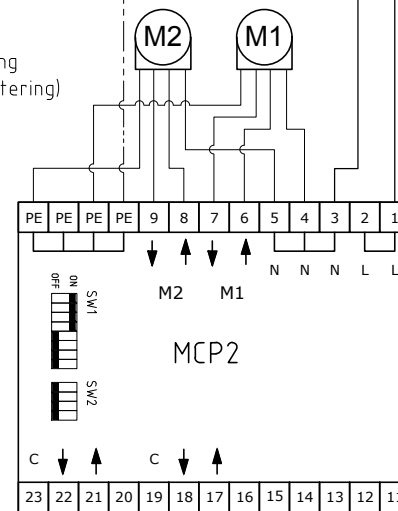 M2 M1
ng
tering)
PE PE PE PE 9 8 7 6 5 4 3 2 1
N N N L L
M2 M1
OFF ON
SW1
MCP2
SW2
C C
23 22 21 20 19 18 17 16 15 14 13 12 11